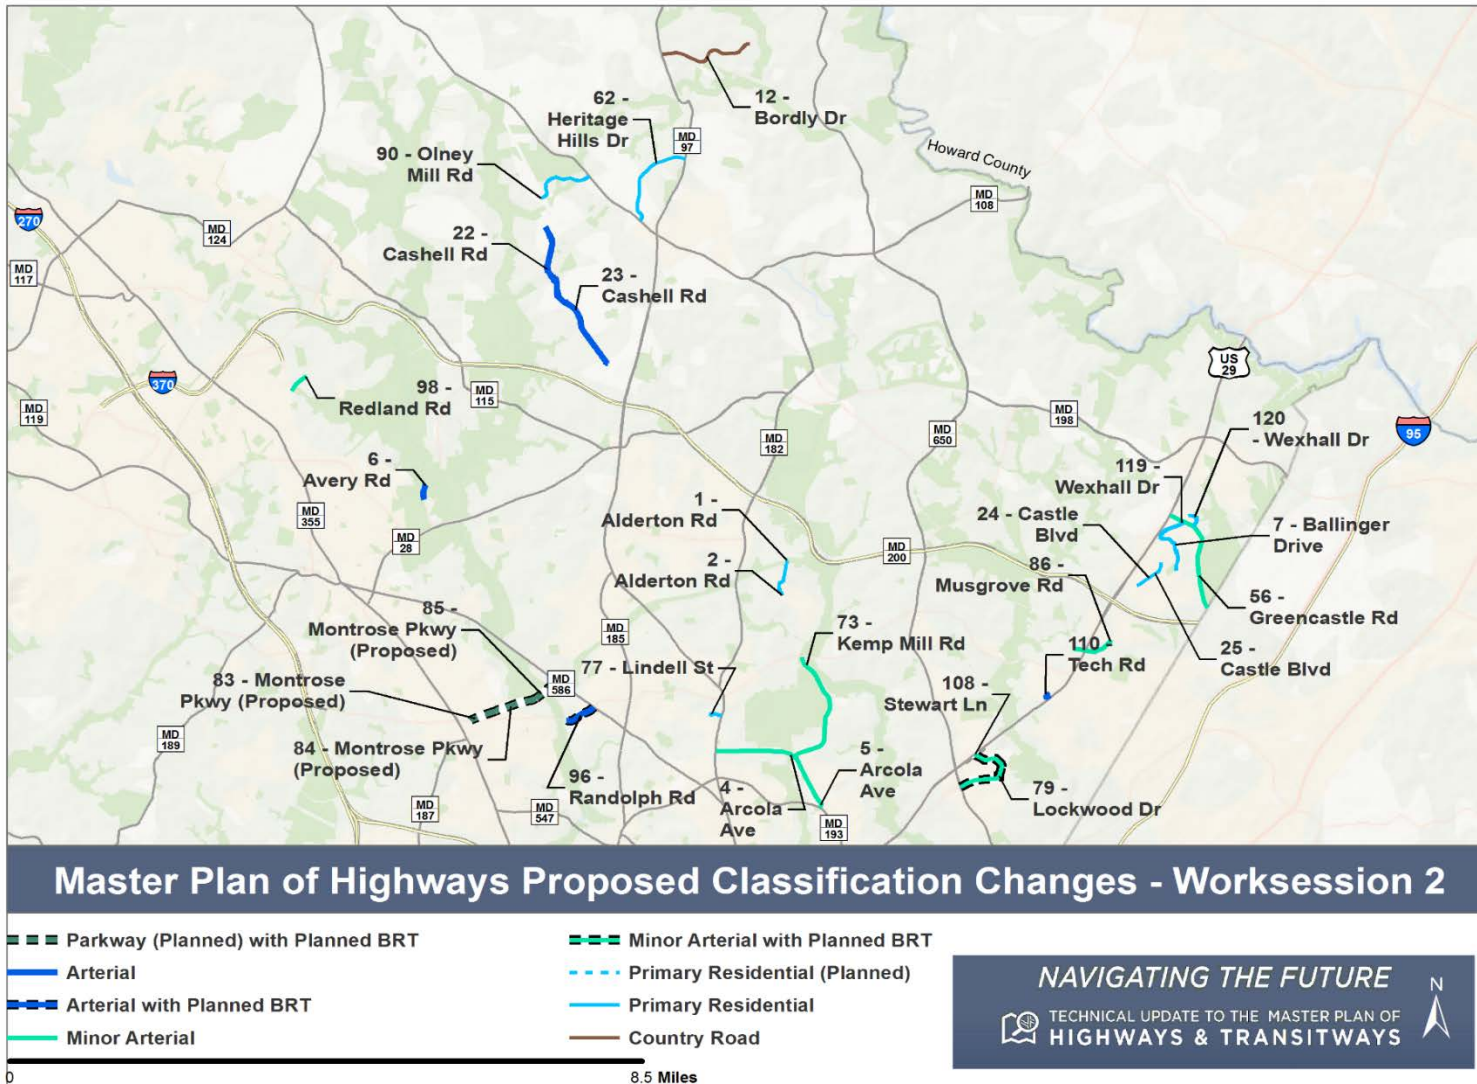 12 -
Bordly Dr
62 -
Heritage
Hills Dr
MD
97
90 - Olney
Mill Rd
Howard County
MD
108
270
MD
124
MD
117
22 -
Cashell Rd
23 -
Cashell Rd
US
29
370
98 -
Redland Rd
MD
115
MD
119
MD
198
MD
650
MD
182
120
- Wexhall Dr
95
119 -
Wexhall Dr
6 -
Avery Rd
MD
355
MD
28
1 -
Alderton Rd
24 - Castle
Blvd
7 - Ballinger
Drive
MD
200
2 -
Alderton Rd
86 -
Musgrove Rd
56 -
Greencastle Rd
85 -
Montrose Pkwy
(Proposed)
MD
185
73 -
Kemp Mill Rd
110 -
Tech Rd
25 -
Castle Blvd
77 - Lindell St
83 - Montrose
Pkwy (Proposed)
MD
586
108 -
Stewart Ln
MD
189
84 - Montrose Pkwy
(Proposed)
96 -
Randolph Rd
4 -
Arcola
Ave
5 -
Arcola
Ave
79 -
Lockwood Dr
MD
187
MD
547
MD
193
Master Plan of Highways Proposed Classification Changes - Worksession 2
Parkway (Planned) with Planned BRT
Arterial
Arterial with Planned BRT
Minor Arterial
Minor Arterial with Planned BRT
Primary Residential (Planned)
Primary Residential
Country Road
0
8.5 Miles
NAVIGATING THE FUTURE
TECHNICAL UPDATE TO THE MASTER PLAN OF
HIGHWAYS & TRANSITWAYS
N